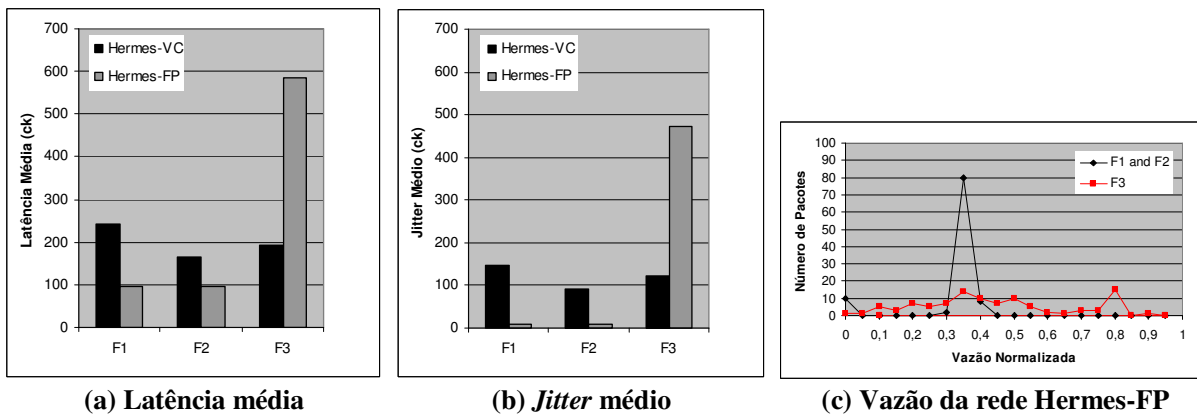 700
600
500
400
300
200
100
0
Latência Média (ck)
Hermes-VC
Hermes-FP
F1 F2 F3
(a) Latência média
700
600
500
400
300
200
100
0
Jitter Médio (ck)
Hermes-VC
Hermes-FP
F1 F2 F3
(b) Jitter médio
100
90
80
70
60
50
40
30
20
10
0
Número de Pacotes
F1 and F2
F3
0 0,1 0,2 0,3 0,4 0,5 0,6 0,7 0,8 0,9 1
Vazão Normalizada
(c) Vazão da rede Hermes-FP